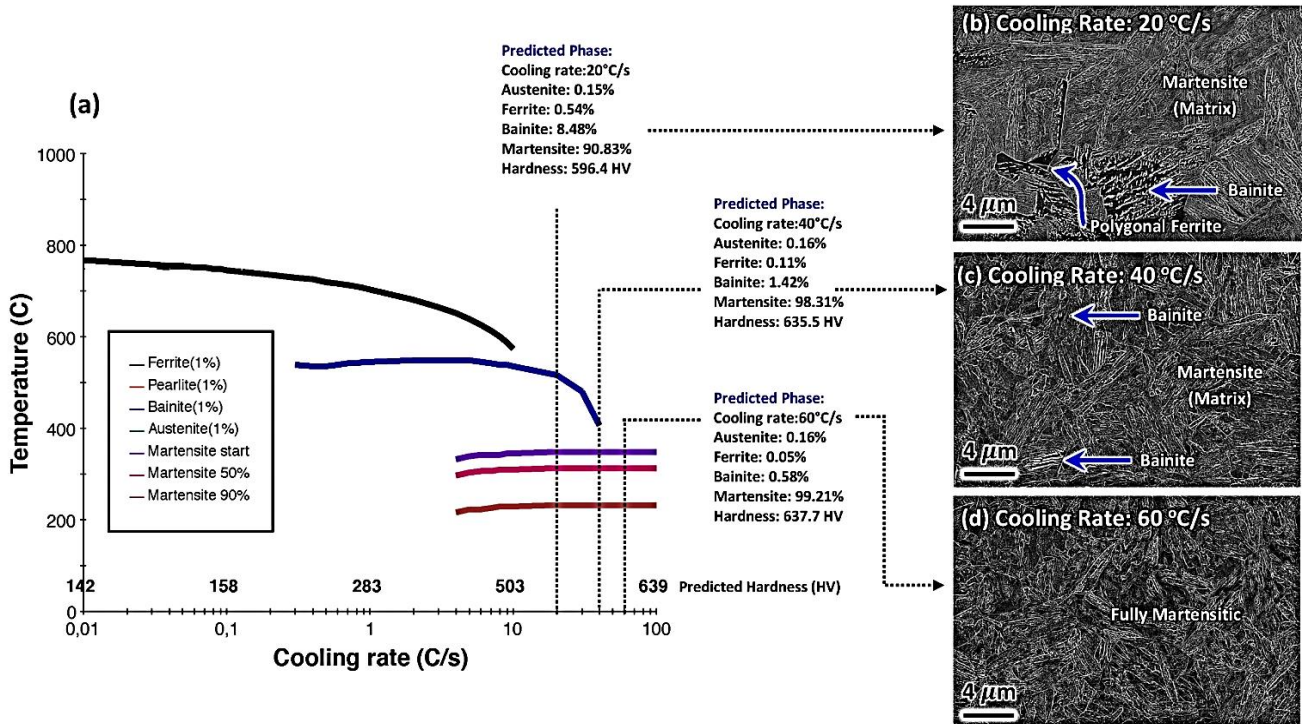 (a)
Predicted Phase:
Cooling rate:20°C/s
Austenite: 0.15%
Ferrite: 0.54%
Bainite: 8.48%
Martensite: 90.83%
Hardness: 596.4 HV
Predicted Phase:
Cooling rate:40°C/s
Austenite: 0.16%
Ferrite: 0.11%
Bainite: 1.42%
Martensite: 98.31%
Hardness: 635.5 HV
Predicted Phase:
Cooling rate:60°C/s
Austenite: 0.16%
Ferrite: 0.05%
Bainite: 0.58%
Martensite: 99.21%
Hardness: 637.7 HV
Temperature (C)
1000
800
600
400
200
0
Ferrite(1%)
Pearlite(1%)
Bainite(1%)
Austenite(1%)
Martensite start
Martensite 50%
Martensite 90%
142 158 283 503 639 Predicted Hardness (HV)
0,01 0,1 1 10 100
Cooling rate (C/s)
(b) Cooling Rate: 20 °C/s
Martensite
(Matrix)
Bainite
4 μm
Polygonal Ferrite
(c) Cooling Rate: 40 °C/s
Bainite
Martensite
(Matrix)
4 μm
Bainite
(d) Cooling Rate: 60 °C/s
Fully Martensitic
4 μm